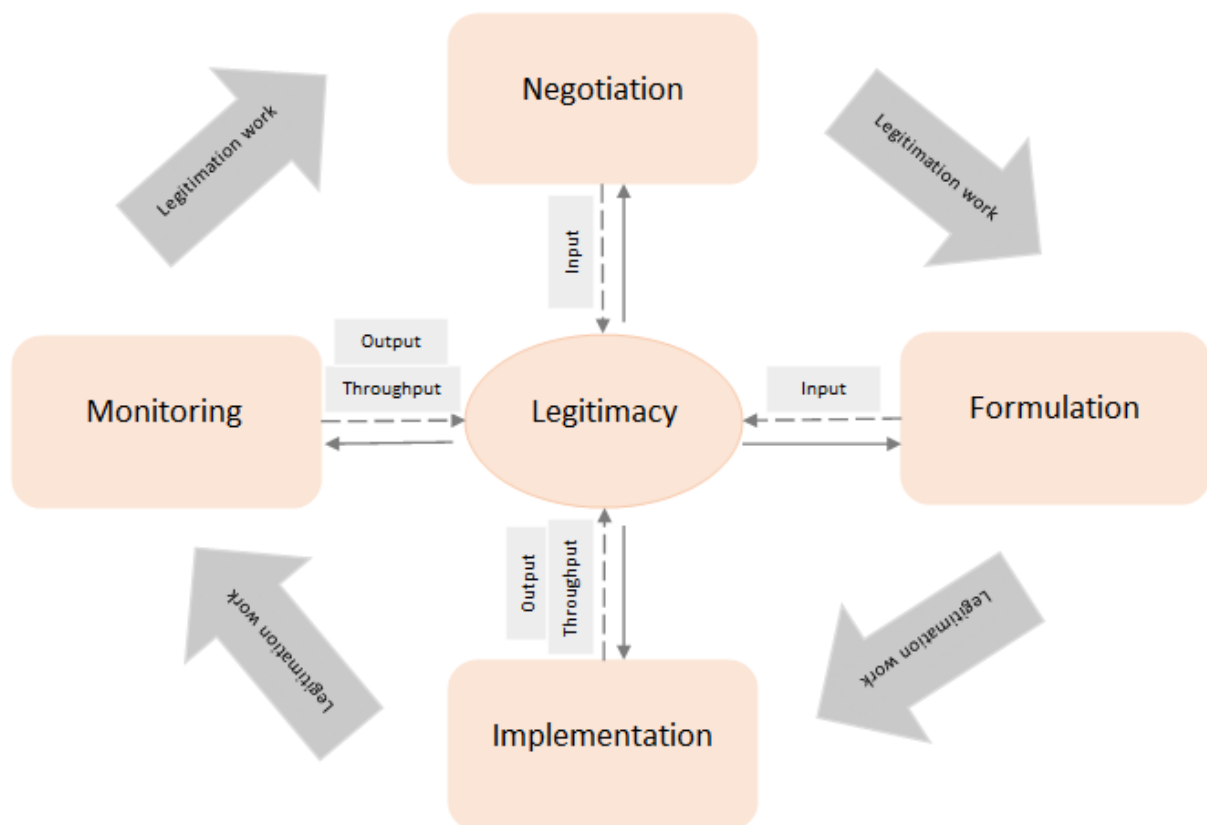 Negotiation
Legitimation work
Legitimation work
Input
Output
Throughput
Monitoring
Legitimacy
Input
Formulation
Output
Throughput
Legitimation work
Legitimation work
Implementation